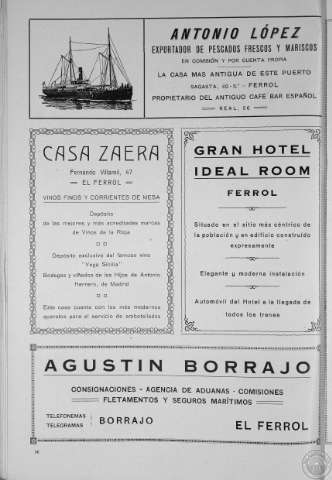 ANTONIO LÓPEZ
EXPORTADOR DE PESCADOS FRESCOS Y MARISCOS
EN COMISIÓN Y POR CUENTA PROPIA
LA CASA MAS ANTIGUA DE ESTE PUERTO
SAGASTA, 50-5.° - FERROL
PROPIETARIO DEL ANTIGUO CAFE BAR ESPAÑOL
REAL, 56
CASA ZAERA
Fernando Villamil, 47
EL FERROL
VINOS FINOS Y CORRIENTES DE MESA
Depósito
de las mejores y más acreditadas marcas
de Vinos de la Rioja
Depósito exclusivo del famoso vino
"Vega Sicilia"
Bodegas y viñedos de los Hijos de Antonio
Herrero, de Madrid
Esta casa cuenta con los más modernos
aparatos para el servicio de embotellados
GRAN HOTEL
IDEAL ROOM
FERROL
Situado en el sitio más céntrico de
la población y en edificio construído
expresamente
Elegante y moderna instalación
Automóvil del Hotel a la llegada de
todos los trenes
AGUSTIN BORRAJO
CONSIGNACIONES - AGENCIA DE ADUANAS - COMISIONES
FLETAMENTOS Y SEGUROS MARÍTIMOS
TELEFONEMAS
TELEGRAMAS
BORRAJO
EL FERROL